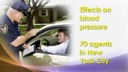 Effects on
blood
pressure
70 agents
in New
York City